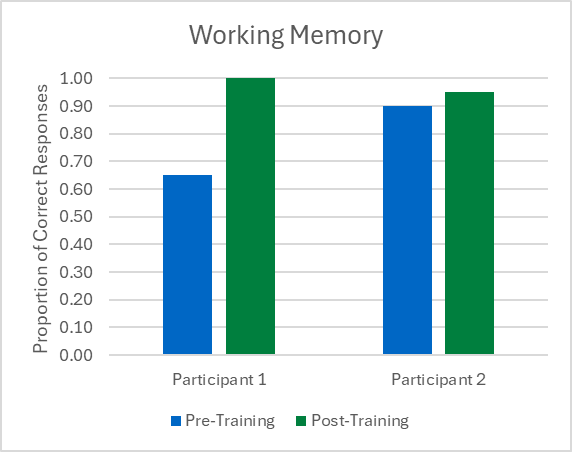 Working Memory
Proportion of Correct Responses
1.00
0.90
0.80
0.70
0.60
0.50
0.40
0.30
0.20
0.10
0.00
Participant 1 Participant 2
Pre-Training Post-Training